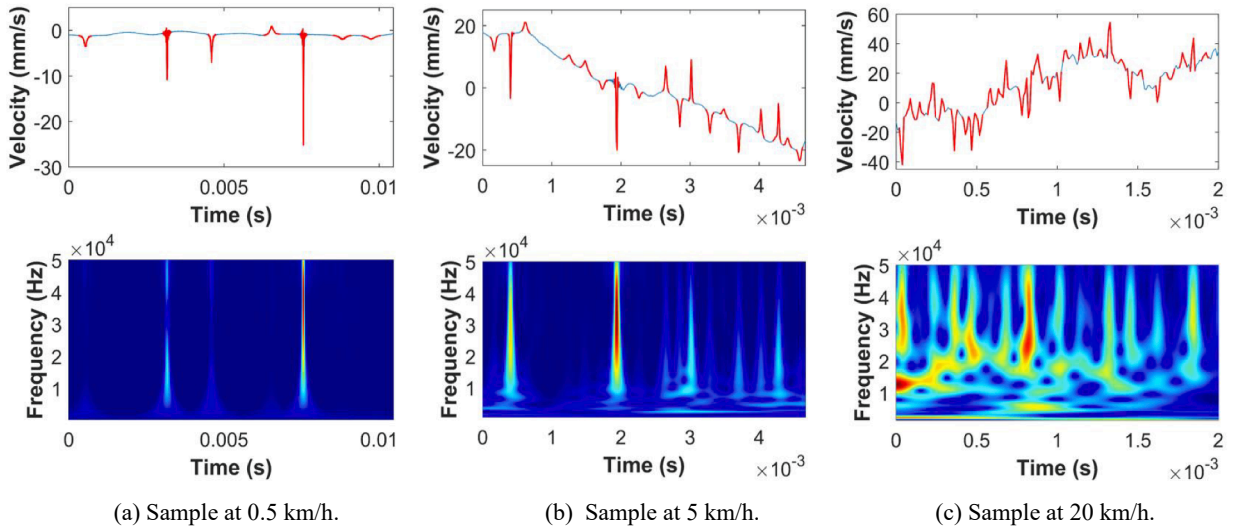 Velocity (mm/s)
0
-10
-20
-30
0 0.005 0.01
Time (s)
Velocity (mm/s)
20
0
-20
0 1 2 3 4
Time (s) ×10⁻³
Velocity (mm/s)
60
40
20
0
-20
-40
0 0.5 1 1.5 2
Time (s) ×10⁻³
×10⁴
Frequency (Hz)
5
4
3
2
1
0 0.005 0.01
Time (s)
×10⁴
Frequency (Hz)
5
4
3
2
1
0 1 2 3 4
Time (s) ×10⁻³
×10⁴
Frequency (Hz)
5
4
3
2
1
0 0.5 1 1.5 2
Time (s) ×10⁻³
(a) Sample at 0.5 km/h.
(b) Sample at 5 km/h.
(c) Sample at 20 km/h.